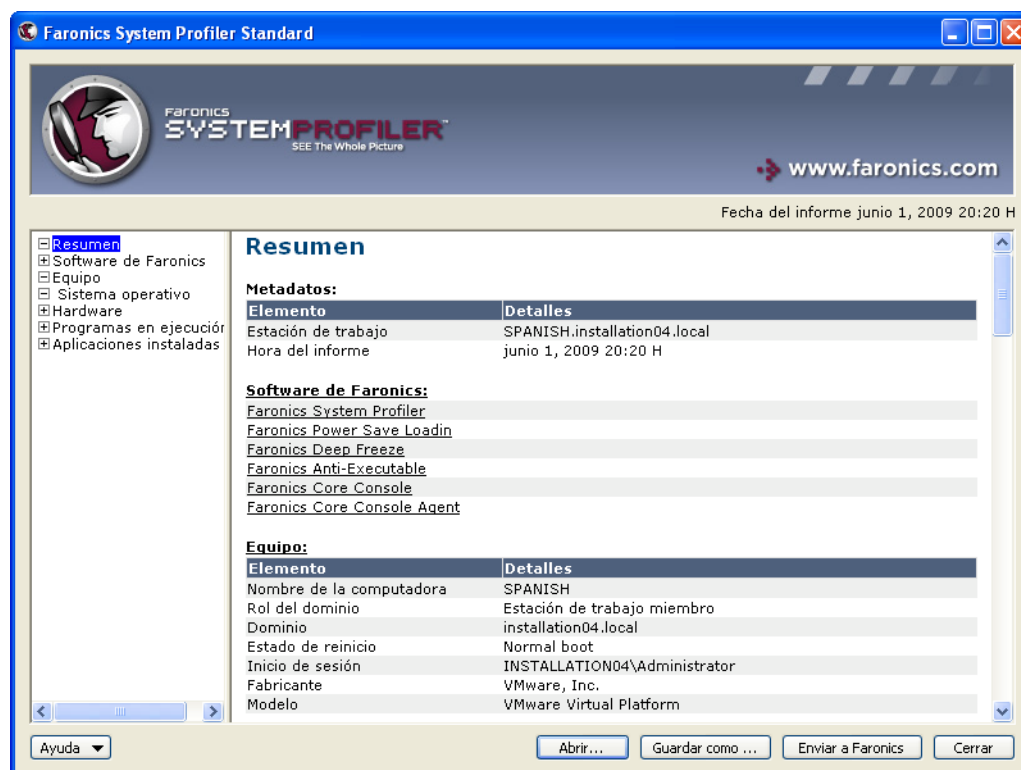 Faronics System Profiler Standard
Faronics
SYSTEMPROFILER™
SEE The Whole Picture
www.faronics.com
Fecha del informe junio 1, 2009 20:20 H
Resumen
Software de Faronics
Equipo
Sistema operativo
Hardware
Programas en ejecución
Aplicaciones instaladas
Resumen
Metadatos:
Elemento Detalles
Estación de trabajo SPANISH.installation04.local
Hora del informe junio 1, 2009 20:20 H
Software de Faronics:
Faronics System Profiler
Faronics Power Save Loadin
Faronics Deep Freeze
Faronics Anti-Executable
Faronics Core Console
Faronics Core Console Agent
Equipo:
Elemento Detalles
Nombre de la computadora SPANISH
Rol del dominio Estación de trabajo miembro
Dominio installation04.local
Estado de reinicio Normal boot
Inicio de sesión INSTALLATION04\Administrator
Fabricante VMware, Inc.
Modelo VMware Virtual Platform
Ayuda Abrir... Guardar como ... Enviar a Faronics Cerrar